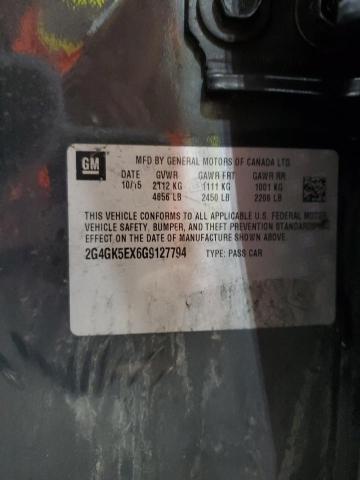 GM
MFD BY GENERAL MOTORS OF CANADA LTD.
DATE GVWR GAWR FRT GAWR RR
10/15 2112 KG 1111 KG 1001 KG
4656 LB 2450 LB 2206 LB
THIS VEHICLE CONFORMS TO ALL APPLICABLE U.S. FEDERAL MOTOR
VEHICLE SAFETY, BUMPER, AND THEFT PREVENTION STANDARDS
IN EFFECT ON THE DATE OF MANUFACTURE SHOWN ABOVE.
2G4GK5EX6G9127794 TYPE: PASS CAR